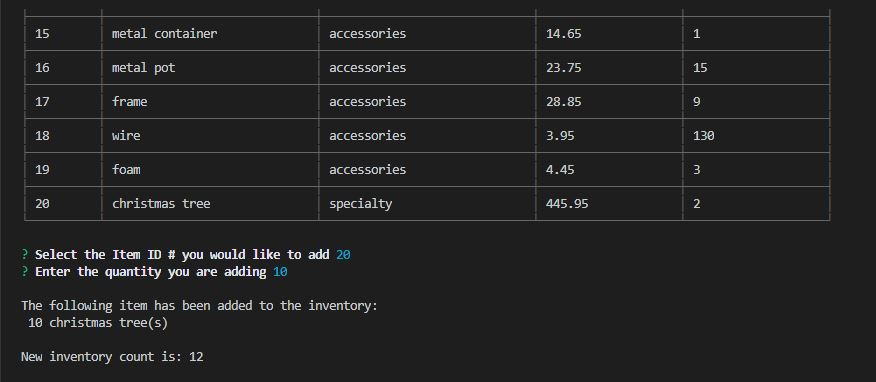 15 metal container accessories 14.65 1
16 metal pot accessories 23.75 15
17 frame accessories 28.85 9
18 wire accessories 3.95 130
19 foam accessories 4.45 3
20 christmas tree specialty 445.95 2
? Select the Item ID # you would like to add 20
? Enter the quantity you are adding 10
The following item has been added to the inventory:
10 christmas tree(s)
New inventory count is: 12